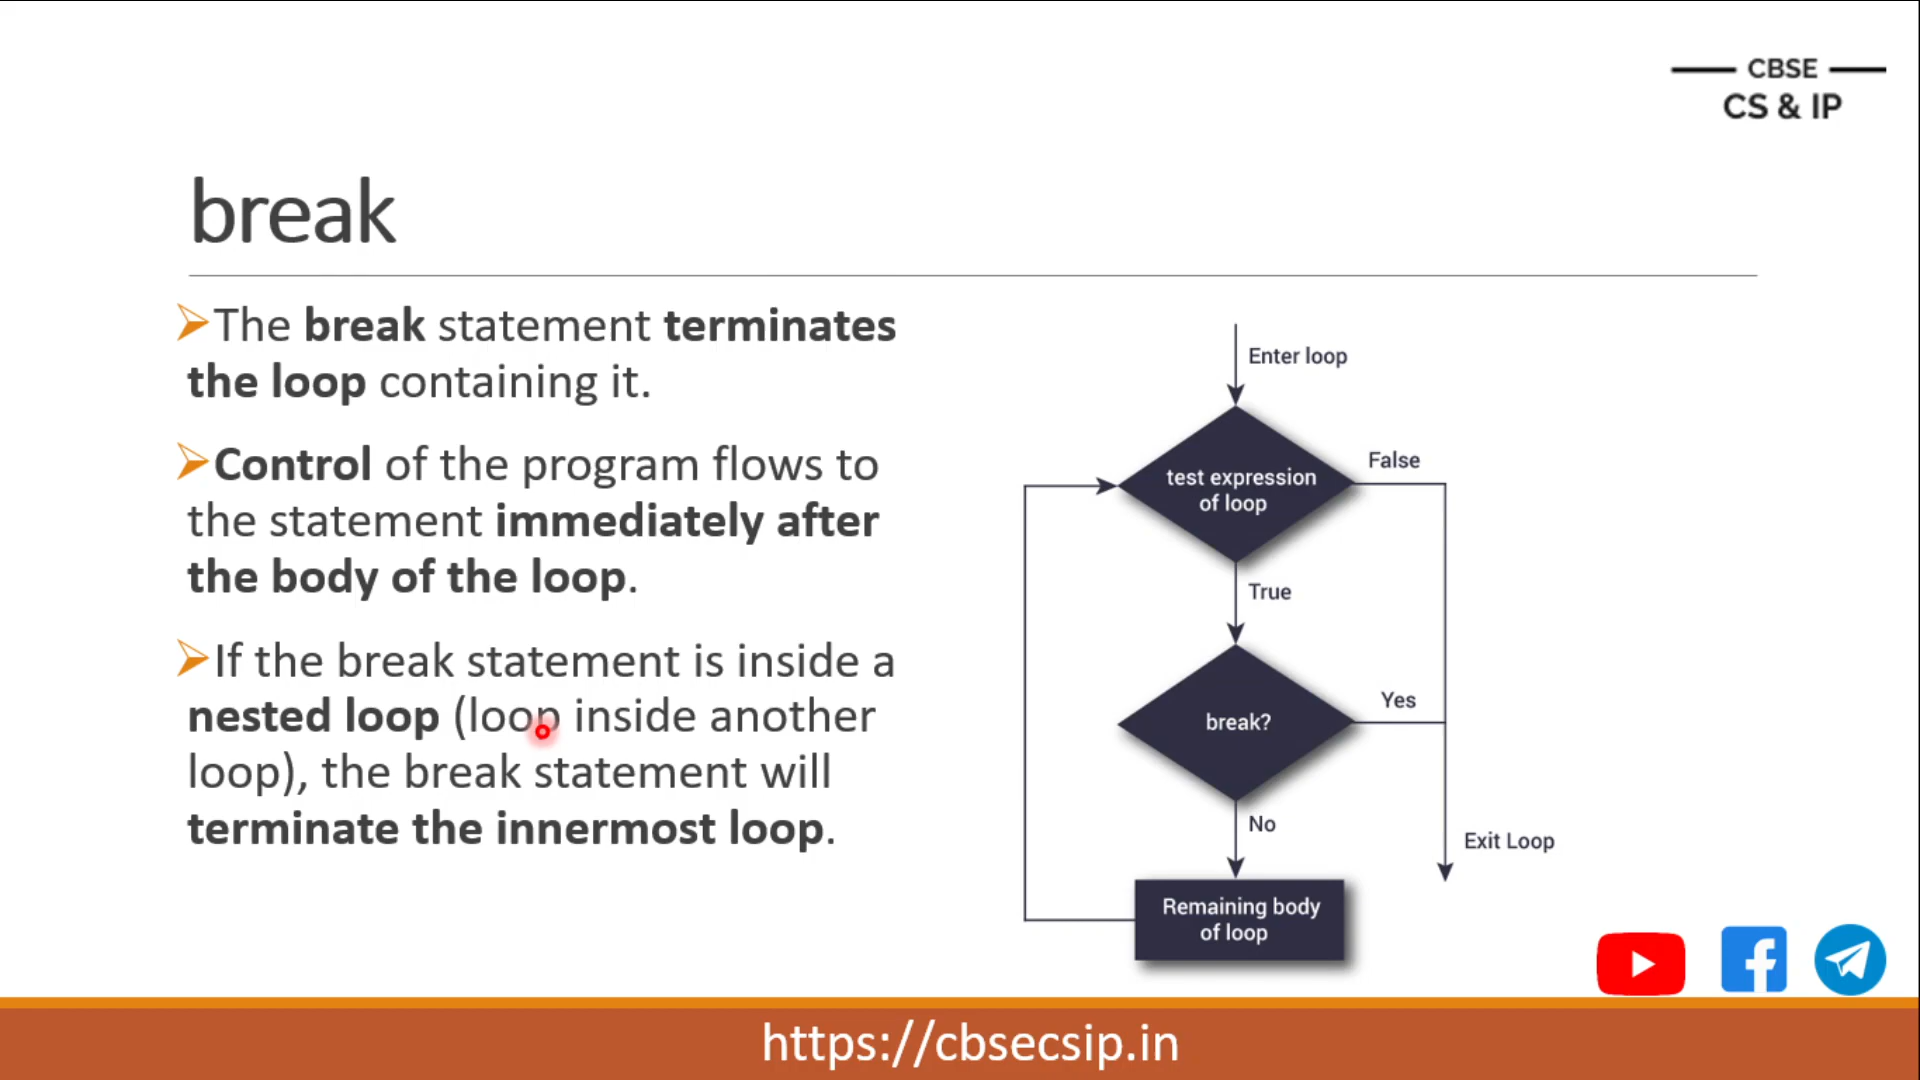 CBSE
CS & IP
break
The break statement terminates
the loop containing it.
Control of the program flows to
the statement immediately after
the body of the loop.
If the break statement is inside a
nested loop (loop inside another
loop), the break statement will
terminate the innermost loop.
Enter loop
test expression
of loop
False
True
break?
Yes
No
Exit Loop
Remaining body
of loop
https://cbsecsip.in